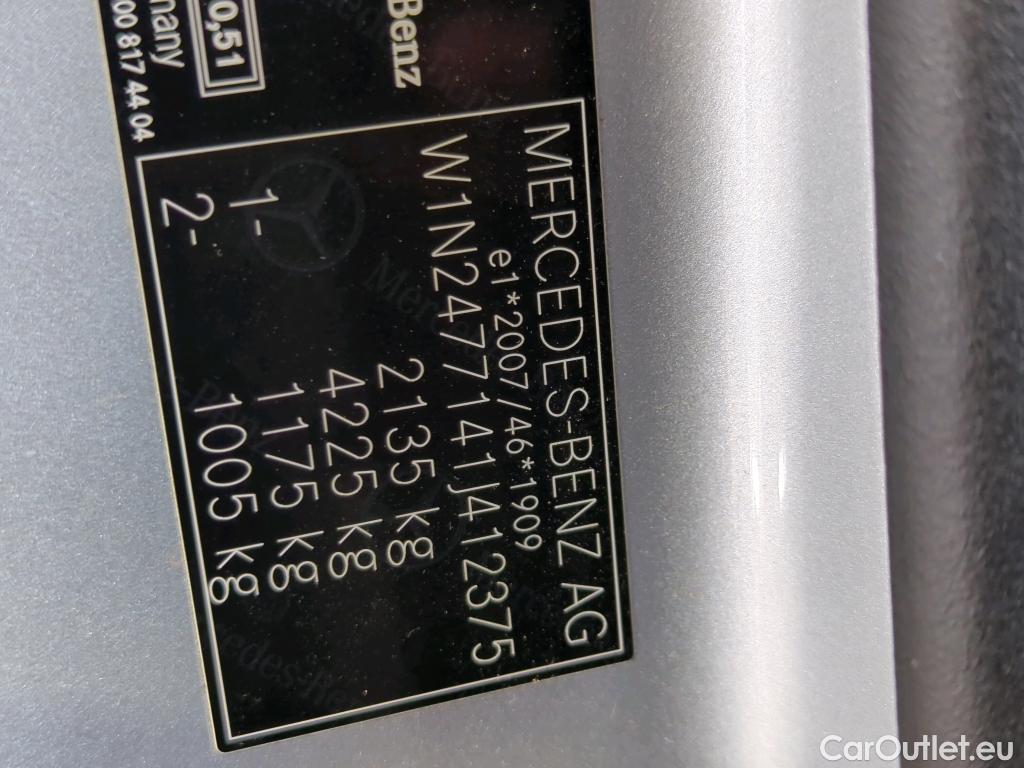 Benz
0,51
many
00 817 44 04
MERCEDES-BENZ AG
e1*2007/46*1909
W1N2477141J412375
2135 kg
4225 kg
1- 1175 kg
2- 1005 kg
CarOutlet.eu